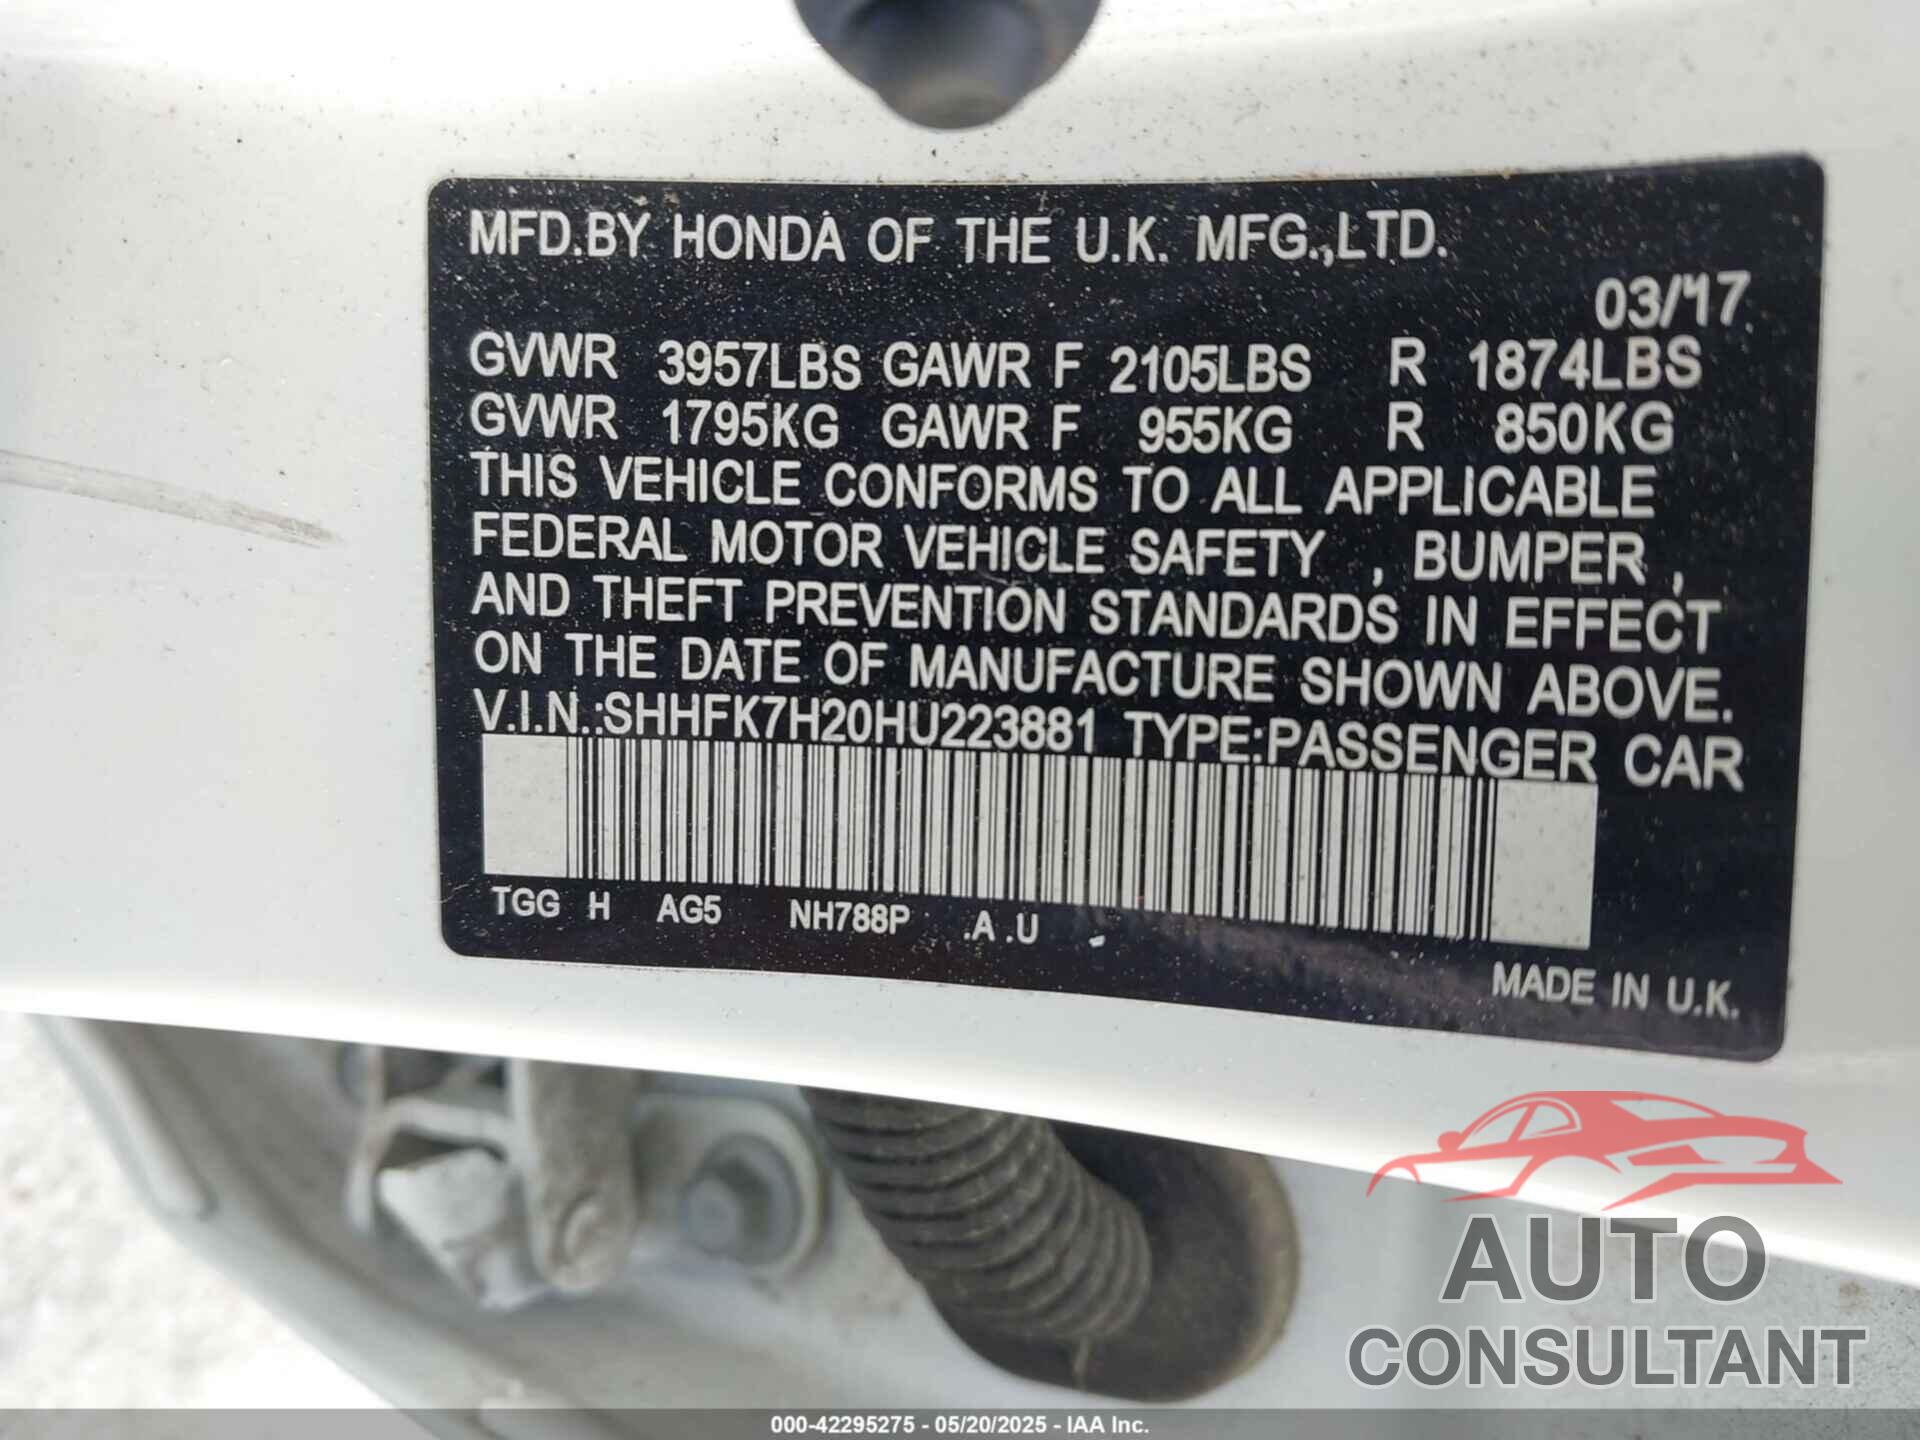 MFD.BY HONDA OF THE U.K. MFG.,LTD.
03/17
GVWR 3957LBS GAWR F 2105LBS R 1874LBS
GVWR 1795KG GAWR F 955KG R 850KG
THIS VEHICLE CONFORMS TO ALL APPLICABLE
FEDERAL MOTOR VEHICLE SAFETY , BUMPER ,
AND THEFT PREVENTION STANDARDS IN EFFECT
ON THE DATE OF MANUFACTURE SHOWN ABOVE.
V.I.N.:SHHFK7H20HU223881 TYPE:PASSENGER CAR
TGG H AG5 NH788P .A .U
MADE IN U.K.
AUTO
CONSULTANT
000-42295275 - 05/20/2025 - IAA Inc.